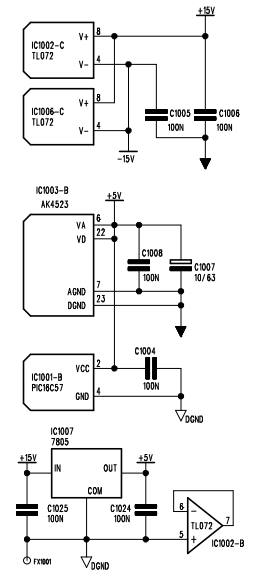 +15V
8
IC1002-C
TL072
V+
V-
4
IC1006-C
TL072
V+
8
V-
4
C1005
100N
C1006
100N
-15V
IC1003-B
AK4523
+5V
VA 6
VD 22
C1008
100N
C1007
10/63
AGND 7
DGND 23
C1004
100N
IC1001-B
PIC16C57
VCC 2
GND 4
DGND
IC1007
7805
+15V
+5V
IN
OUT
COM
C1025
100N
C1024
100N
6
TL072
7
5
IC1002-B
FX1001
DGND